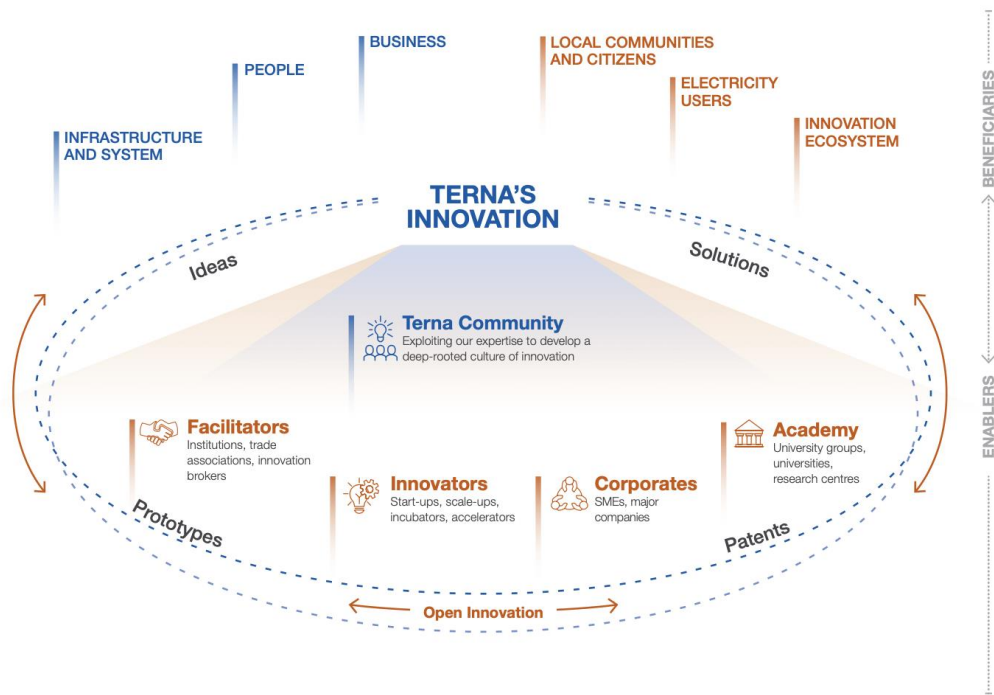 BUSINESS
LOCAL COMMUNITIES
AND CITIZENS
PEOPLE
ELECTRICITY
USERS
INFRASTRUCTURE
AND SYSTEM
INNOVATION
ECOSYSTEM
BENEFICIARIES
TERNA'S
INNOVATION
Ideas
Solutions
Terna Community
Exploiting our expertise to develop a
deep-rooted culture of innovation
ENABLERS
Facilitators
Institutions, trade
associations, innovation
brokers
Academy
University groups,
universities,
research centres
Innovators
Start-ups, scale-ups,
incubators, accelerators
Corporates
SMEs, major
companies
Prototypes
Patents
Open Innovation